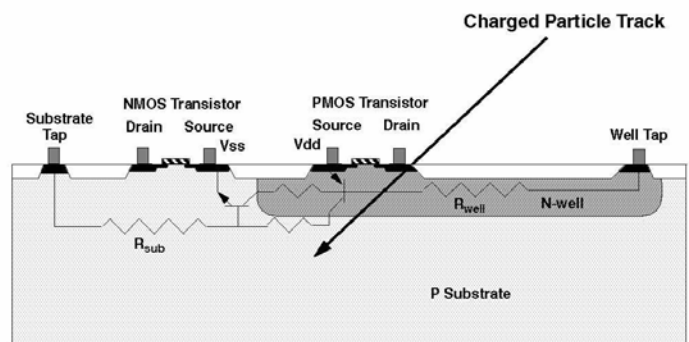 Charged Particle Track
NMOS Transistor
PMOS Transistor
Substrate
Tap
Drain
Source
Vss
Vdd
Source
Drain
Well Tap
Rwell
N-well
Rsub
P Substrate